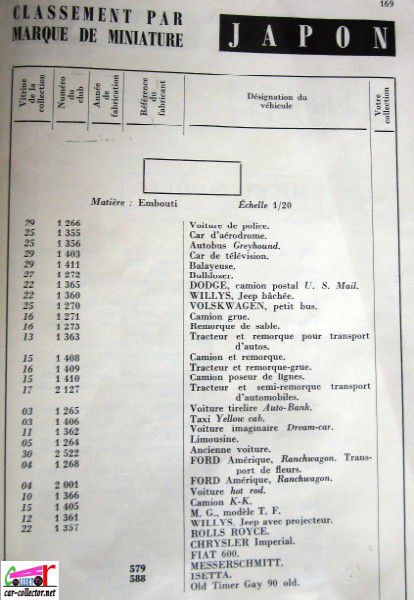 169
CLASSEMENT PAR
MARQUE DE MINIATURE
JAPON
Vitrine de la collection
Numéro du club
Année de fabrication
Référence du fabricant
Désignation du véhicule
Votre collection
Matière : Embouti Échelle 1/20
29 1 266 Voiture de police.
25 1 355 Car d'aérodrome.
25 1 356 Autobus Greyhound.
29 1 403 Car de télévision.
29 1 411 Balayeuse.
27 1 272 Bulldozer.
22 1 365 DODGE, camion postal U. S. Mail.
22 1 360 WILLYS, Jeep bâchée.
25 1 270 VOLSKWAGEN, petit bus.
16 1 271 Camion grue.
16 1 273 Remorque de sable.
13 1 363 Tracteur et remorque pour transport
d'autos.
15 1 408 Camion et remorque.
16 1 409 Tracteur et remorque-grue.
15 1 410 Camion poseur de lignes.
17 2 127 Tracteur et semi-remorque transport
d'automobiles.
03 1 265 Voiture tirelire Auto-Bank.
03 1 406 Taxi Yellow cab.
11 1 362 Voiture imaginaire Dream-car.
05 1 264 Limousine.
30 2 522 Ancienne voiture.
04 1 268 FORD Amérique, Ranchwagon. Trans-
port de fleurs.
04 2 001 FORD Amérique, Ranchwagon.
10 1 366 Voiture hot rod.
15 1 405 Camion K-K.
12 1 361 M. G., modèle T. F.
22 1 357 WILLYS, Jeep avec projecteur.
ROLLS ROYCE.
CHRYSLER Imperial.
FIAT 600.
579 MESSERSCHMITT.
588 ISETTA.
Old Timer Gay 90 old.
car-collector.net